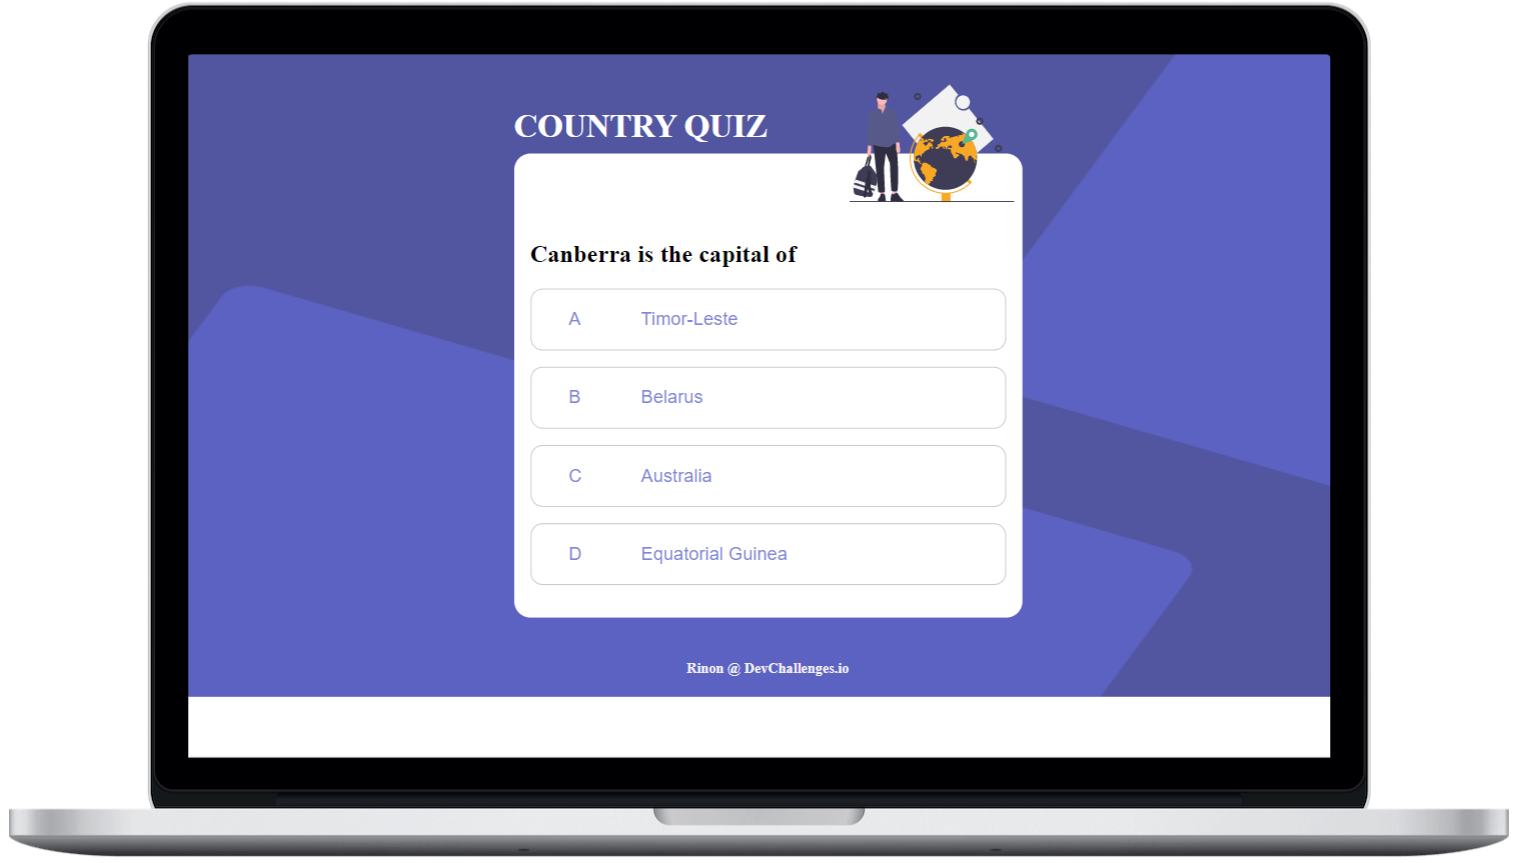 COUNTRY QUIZ
Canberra is the capital of
A Timor-Leste
B Belarus
C Australia
D Equatorial Guinea
Rinon @ DevChallenges.io